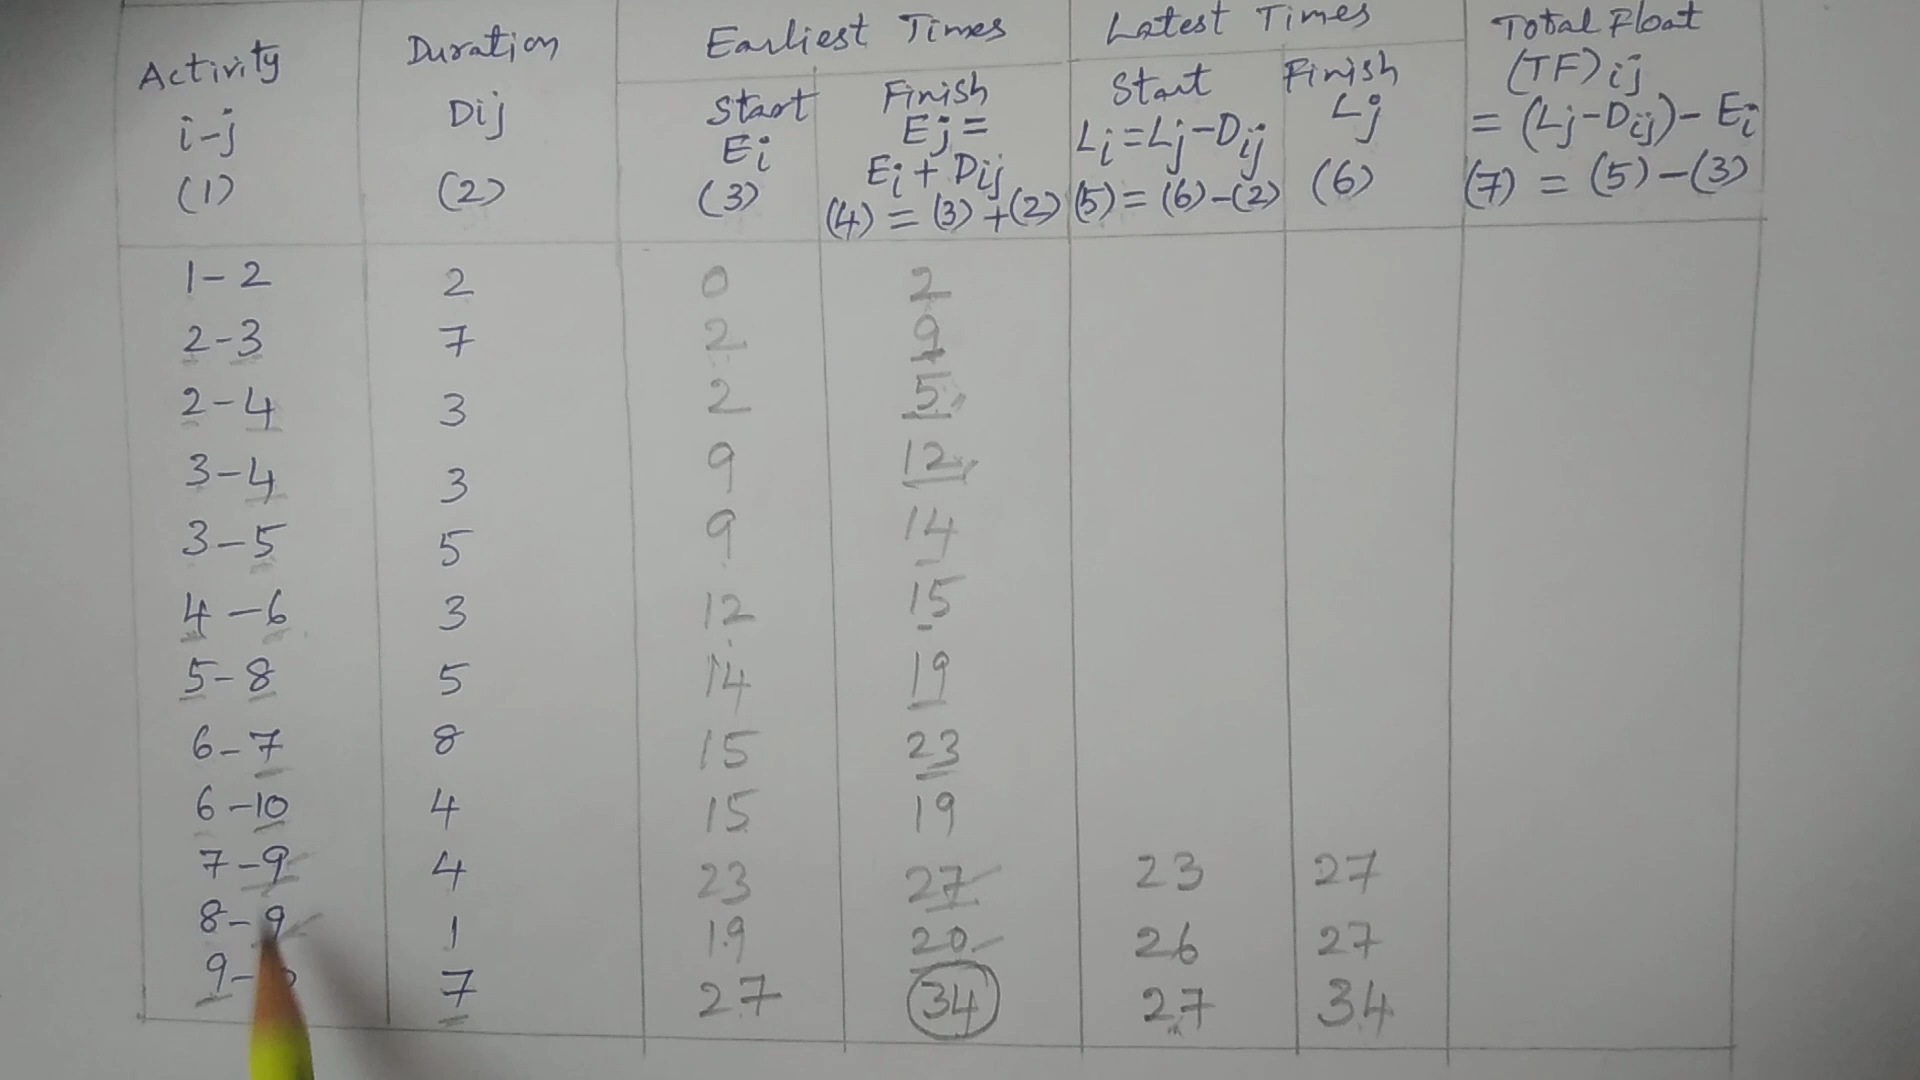 Activity Duration Earliest Times Latest Times Total Float
i-j Dij Start Finish Start Finish (TF)ij
Ei Ej = Li=Lj-Dij Lj = (Lj-Dij)-Ei
Ei+Dij
(1) (2) (3) (4) = (3)+(2) (5) = (6)-(2) (6) (7) = (5)-(3)
1-2 2 0 2
2-3 7 2 9
2-4 3 2 5
3-4 3 9 12
3-5 5 9 14
4-6 3 12 15
5-8 5 14 19
6-7 8 15 23
6-10 4 15 19
7-9 4 23 27 23 27
8-9 1 19 20 26 27
9- 7 27 34 27 34